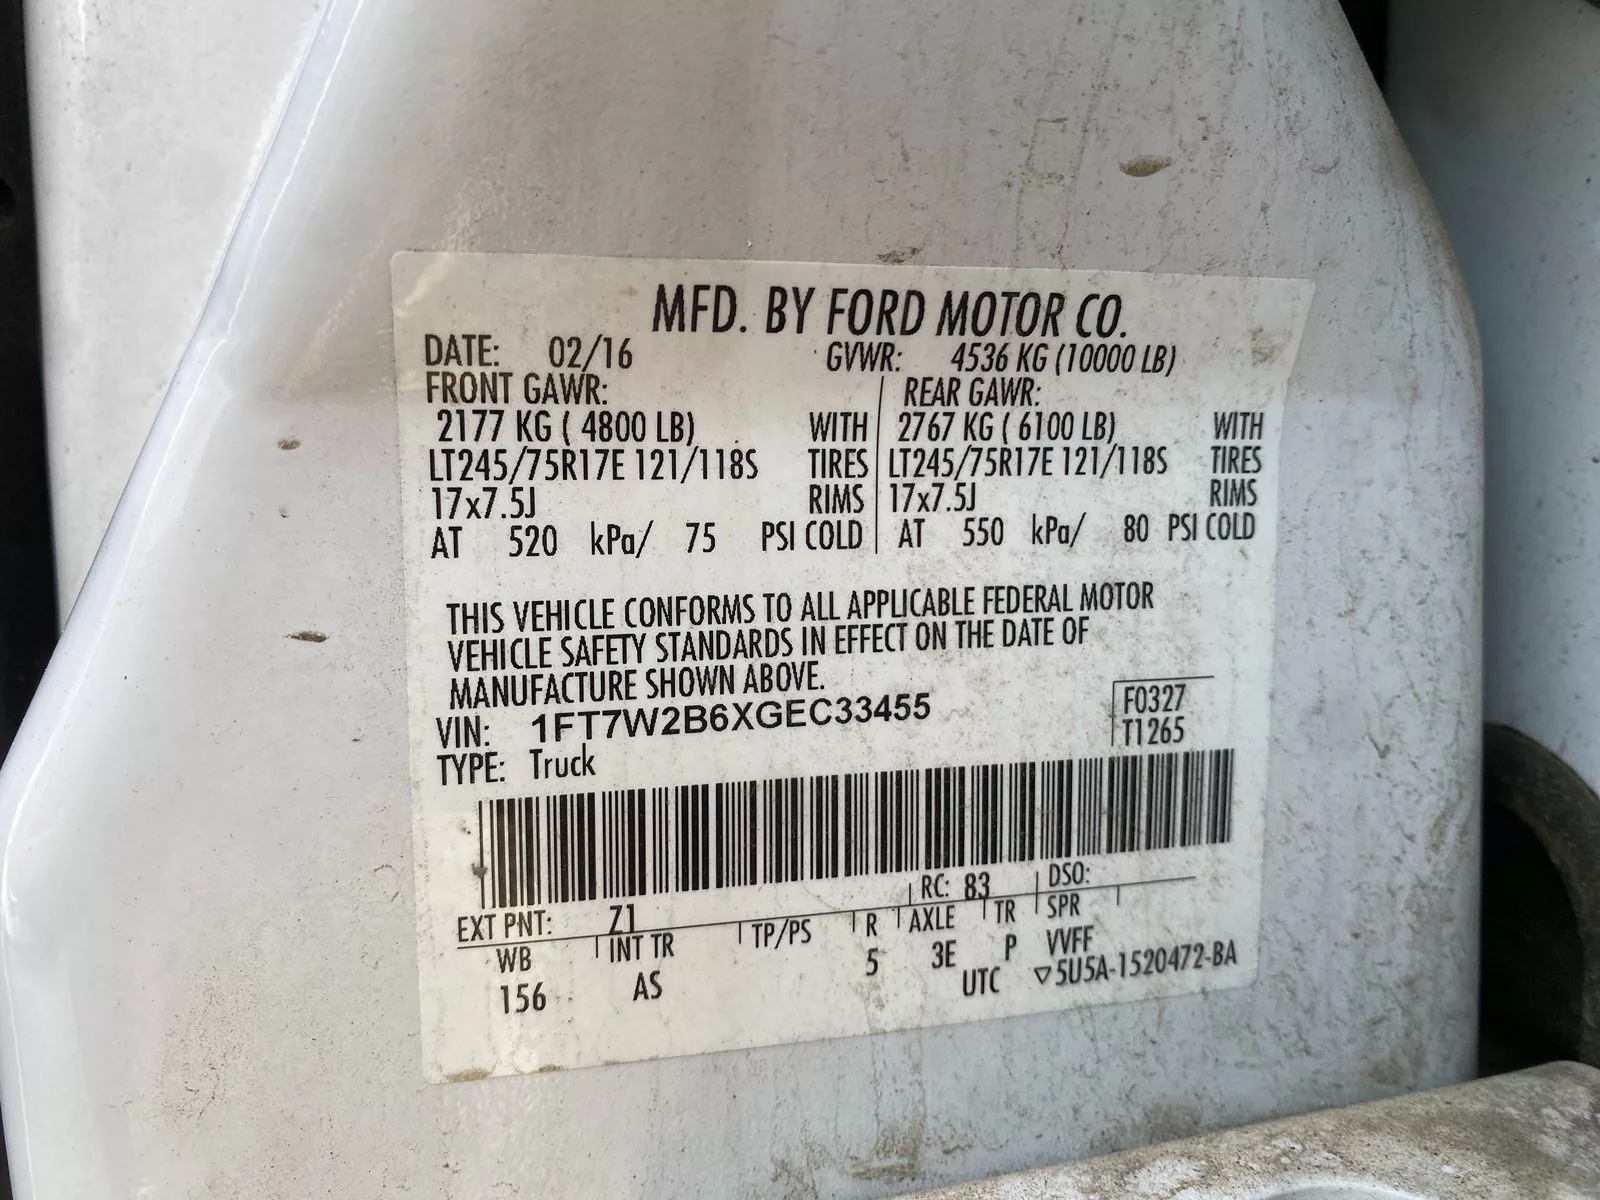 MFD. BY FORD MOTOR CO.
DATE: 02/16 GVWR: 4536 KG (10000 LB)
FRONT GAWR: REAR GAWR:
2177 KG ( 4800 LB) WITH 2767 KG ( 6100 LB) WITH
LT245/75R17E 121/118S TIRES LT245/75R17E 121/118S TIRES
17x7.5J RIMS 17x7.5J RIMS
AT 520 kPa/ 75 PSI COLD AT 550 kPa/ 80 PSI COLD
THIS VEHICLE CONFORMS TO ALL APPLICABLE FEDERAL MOTOR
VEHICLE SAFETY STANDARDS IN EFFECT ON THE DATE OF
MANUFACTURE SHOWN ABOVE.
VIN: 1FT7W2B6XGEC33455 F0327
TYPE: Truck T1265
EXT PNT: Z1 RC: 83 DSO:
WB INT TR TP/PS R AXLE TR SPR
156 AS 5 3E P VVFF
UTC ▽5U5A-1520472-BA